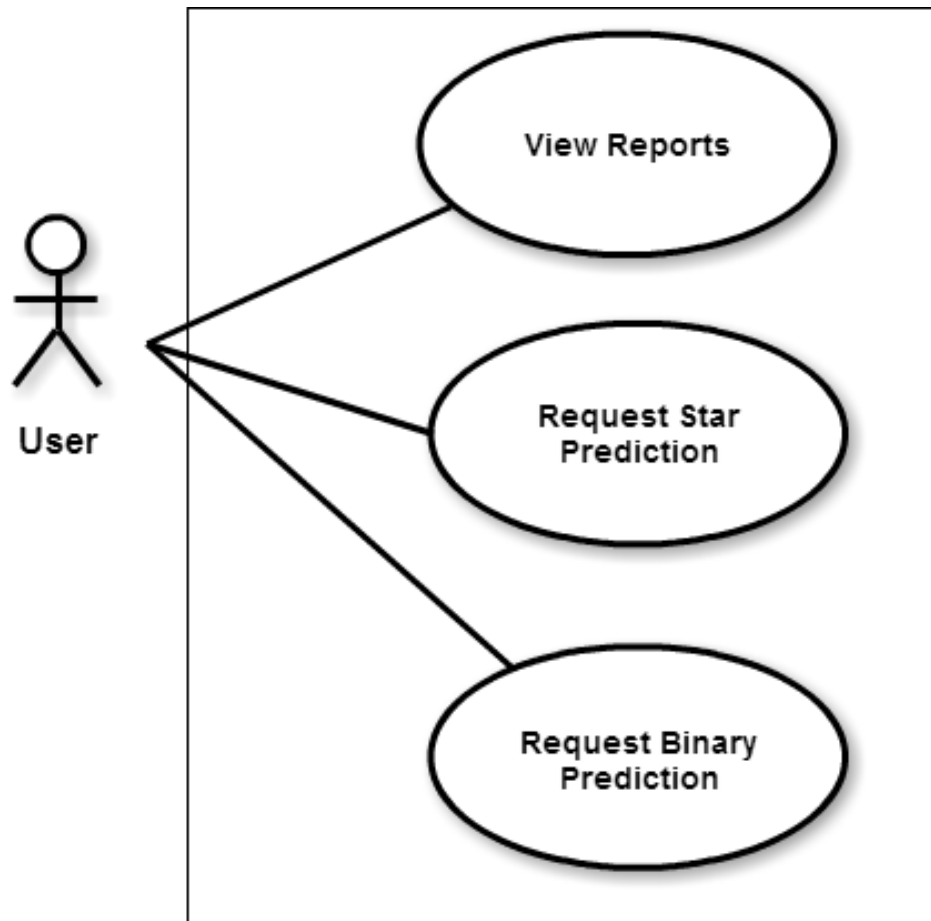 View Reports
User
Request Star
Prediction
Request Binary
Prediction